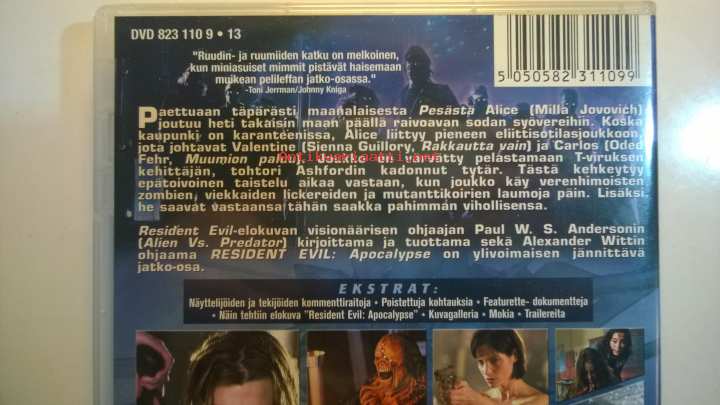 DVD 823 110 9 • 13
"Ruudin- ja ruumiiden katku on melkoinen,
kun miniasuiset mimmit pistävät haisemaan
muikean pelileffan jatko-osassa."
-Toni Jerrman/Johnny Kniga
5 050582 311099
Paettuaan täpärästi maanalaisesta Pesästä Alice (Milla Jovovich)
joutuu heti takaisin maan päällä raivoavan sodan syövereihin. Koska
kaupunki on karanteenissa, Alice liittyy pieneen eliittisotilasjoukkoon,
jota johtavat Valentine (Sienna Guillory, Rakkautta vain) ja Carlos (Oded
Fehr, Muumion paluu). Joukko on värvätty pelastamaan T-viruksen
kehittäjän, tohtori Ashfordin kadonnut tytär. Tästä kehkeytyy
epätoivoinen taistelu aikaa vastaan, kun joukko käy verenhimoisten
zombien, viekkaiden lickereiden ja mutanttikoirien laumoja päin. Lisäksi
he saavat vastaansa tähän saakka pahimman vihollisensa.
Resident Evil-elokuvan visionäärisen ohjaajan Paul W. S. Andersonin
(Alien Vs. Predator) kirjoittama ja tuottama sekä Alexander Wittin
ohjaama RESIDENT EVIL: Apocalypse on ylivoimaisen jännittävä
jatko-osa.
EKSTRAT:
Näyttelijöiden ja tekijöiden kommenttiraitoja • Poistettuja kohtauksia • Featurette- dokumentteja
• Näin tehtiin elokuva "Resident Evil: Apocalypse" • Kuvagalleria • Mokia • Trailereita